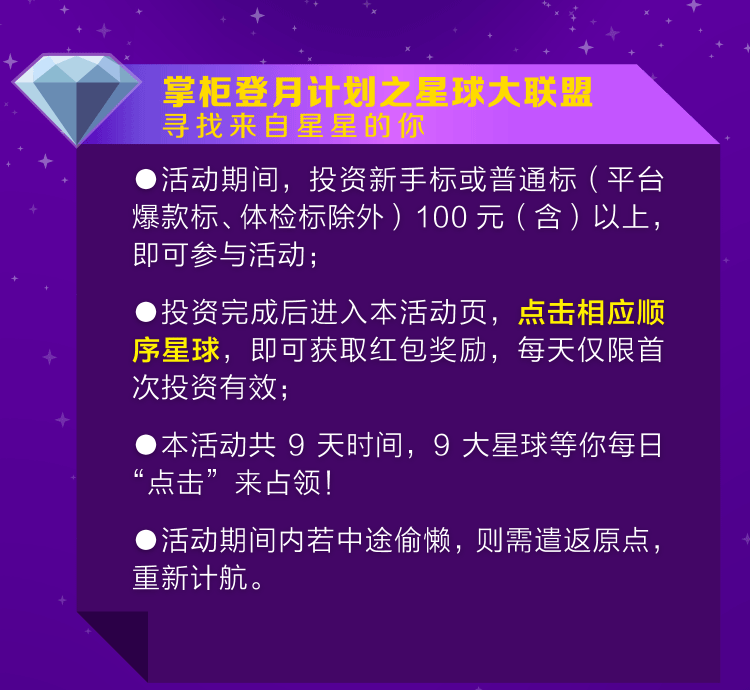 掌柜登月计划之星球大联盟
寻找来自星星的你
●活动期间，投资新手标或普通标（平台
爆款标、体检标除外）100 元（含）以上，
即可参与活动；
●投资完成后进入本活动页，点击相应顺
序星球，即可获取红包奖励，每天仅限首
次投资有效；
●本活动共 9 天时间，9 大星球等你每日
“点击” 来占领！
●活动期间内若中途偷懒，则需遣返原点，
重新计航。